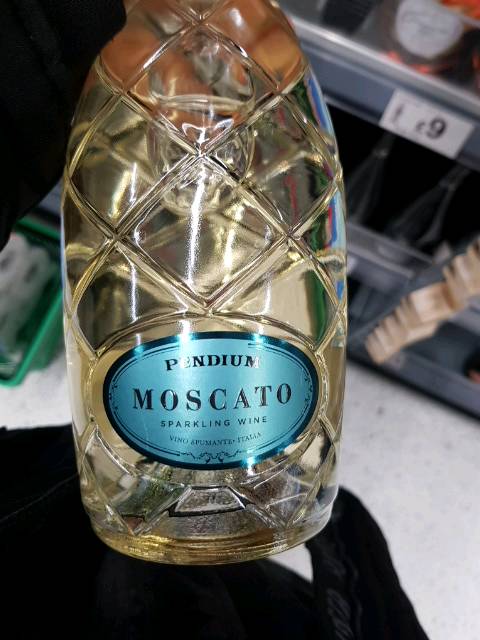 £9
PENDIUM
MOSCATO
SPARKLING WINE
VINO SPUMANTE • ITALIA